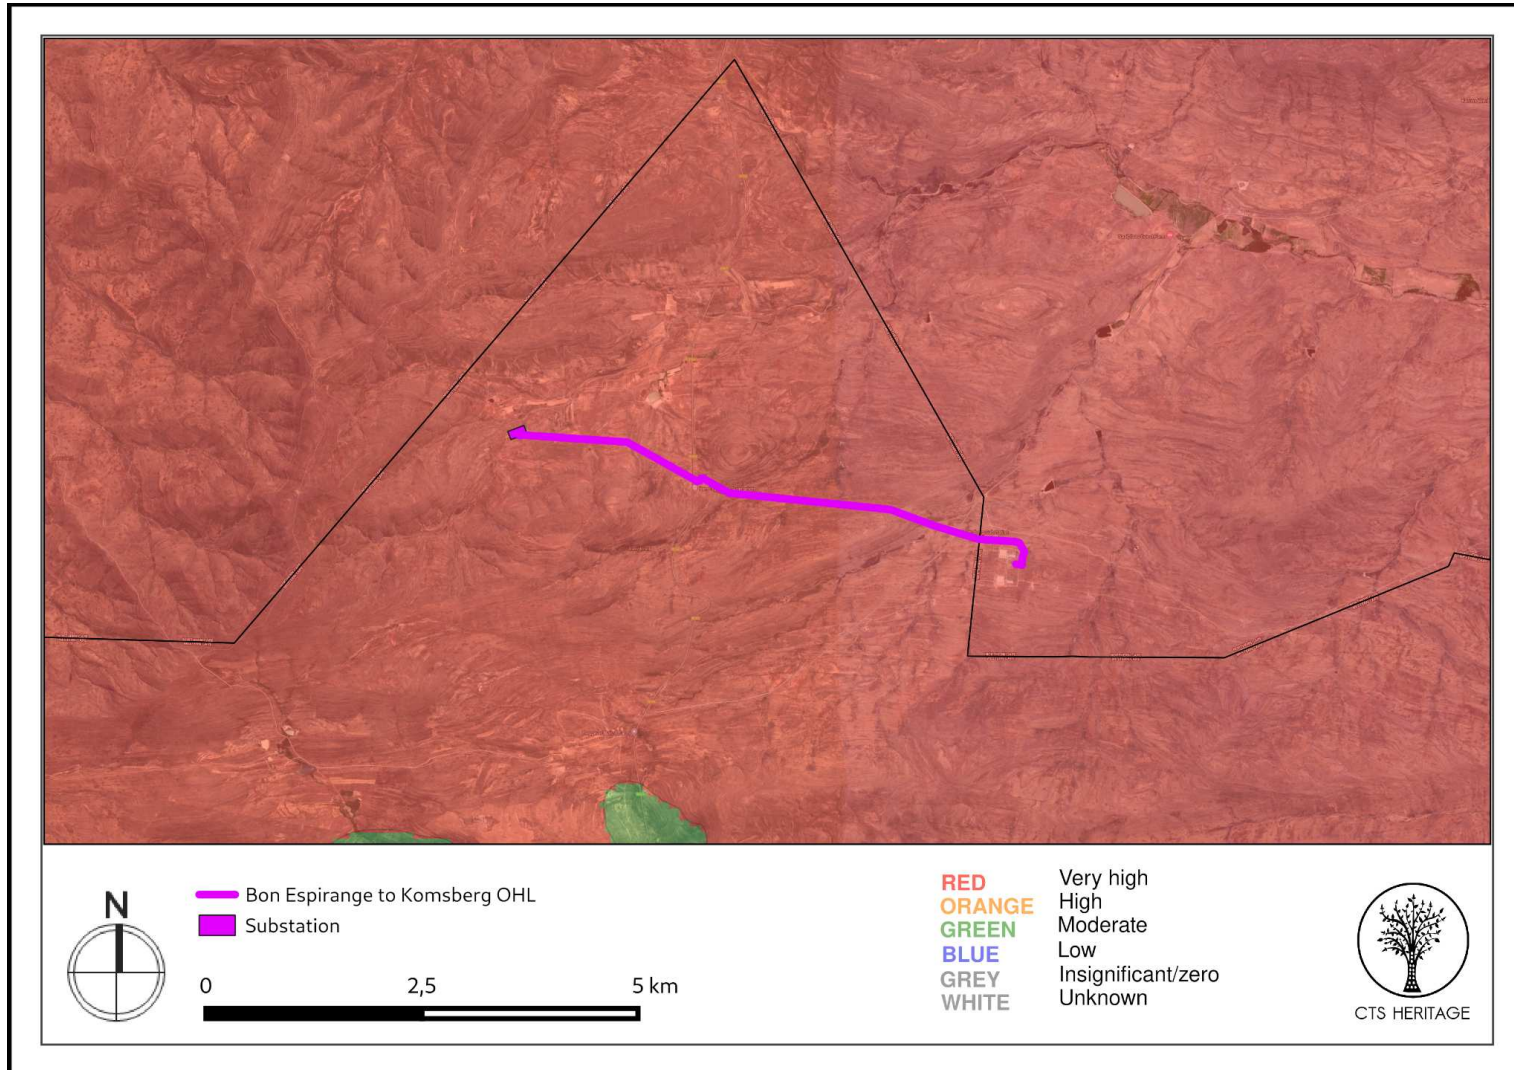 N
Bon Espirange to Komsberg OHL
Substation
0 2,5 5 km
RED Very high
ORANGE High
GREEN Moderate
BLUE Low
GREY Insignificant/zero
WHITE Unknown
CTS HERITAGE